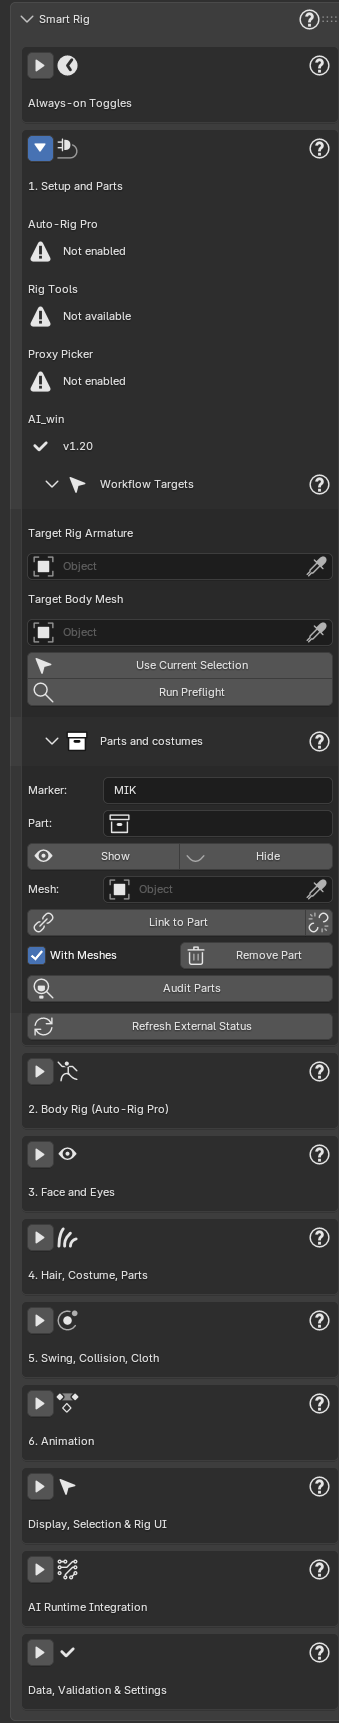 Smart Rig
Always-on Toggles
1. Setup and Parts
Auto-Rig Pro
Not enabled
Rig Tools
Not available
Proxy Picker
Not enabled
AI_win
v1.20
Workflow Targets
Target Rig Armature
Object
Target Body Mesh
Object
Use Current Selection
Run Preflight
Parts and costumes
Marker: MIK
Part:
Show Hide
Mesh: Object
Link to Part
With Meshes Remove Part
Audit Parts
Refresh External Status
2. Body Rig (Auto-Rig Pro)
3. Face and Eyes
4. Hair, Costume, Parts
5. Swing, Collision, Cloth
6. Animation
Display, Selection & Rig UI
AI Runtime Integration
Data, Validation & Settings